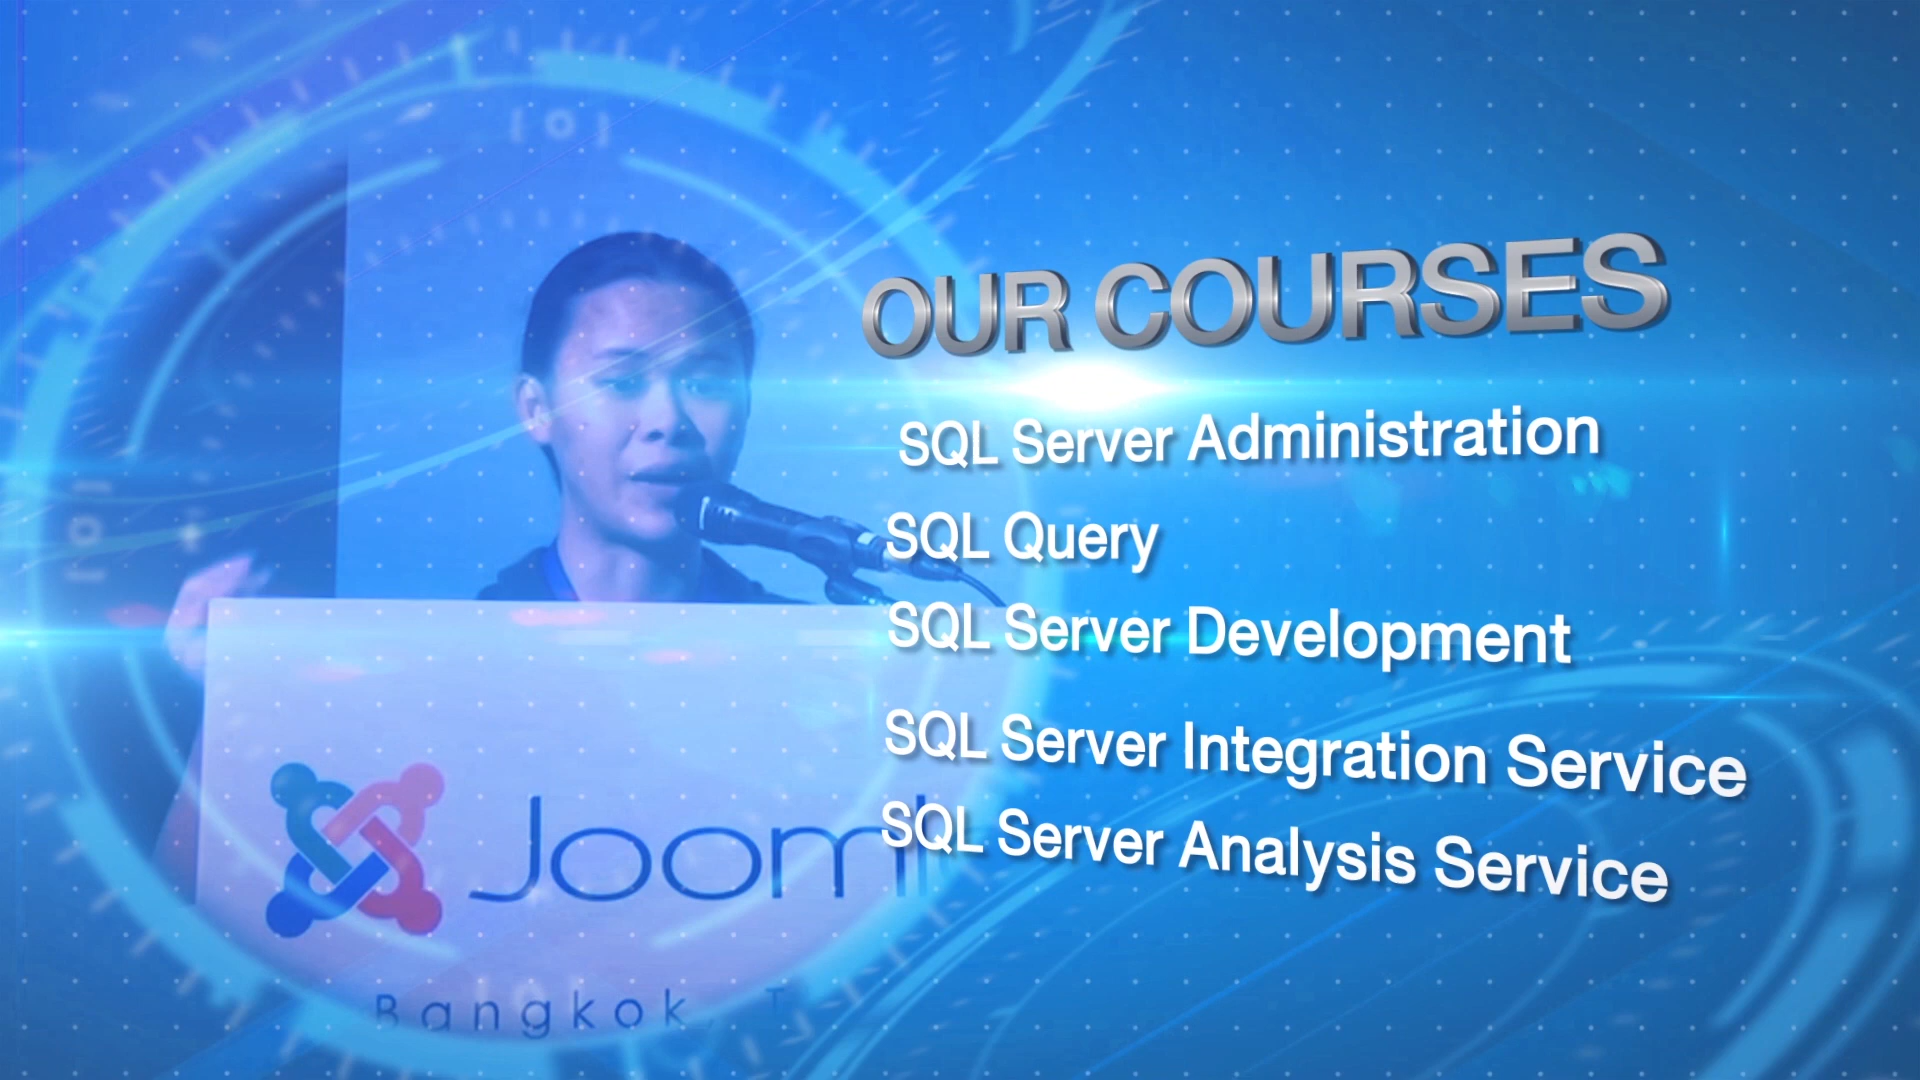 OUR COURSES
SQL Server Administration
SQL Query
SQL Server Development
SQL Server Integration Service
SQL Server Analysis Service
Jooml
Bangkok, T